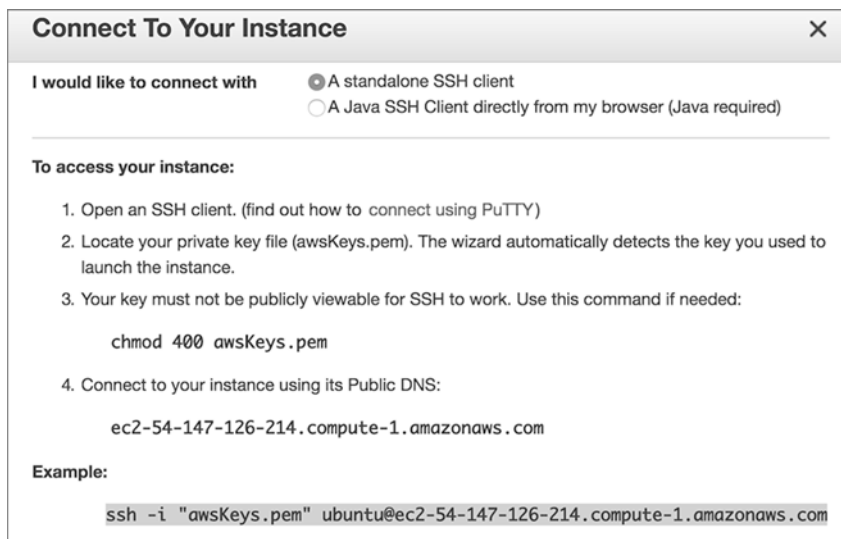 Connect To Your Instance ×
I would like to connect with A standalone SSH client
A Java SSH Client directly from my browser (Java required)
To access your instance:
1. Open an SSH client. (find out how to connect using PuTTY)
2. Locate your private key file (awsKeys.pem). The wizard automatically detects the key you used to
launch the instance.
3. Your key must not be publicly viewable for SSH to work. Use this command if needed:
chmod 400 awsKeys.pem
4. Connect to your instance using its Public DNS:
ec2-54-147-126-214.compute-1.amazonaws.com
Example:
ssh -i "awsKeys.pem" ubuntu@ec2-54-147-126-214.compute-1.amazonaws.com